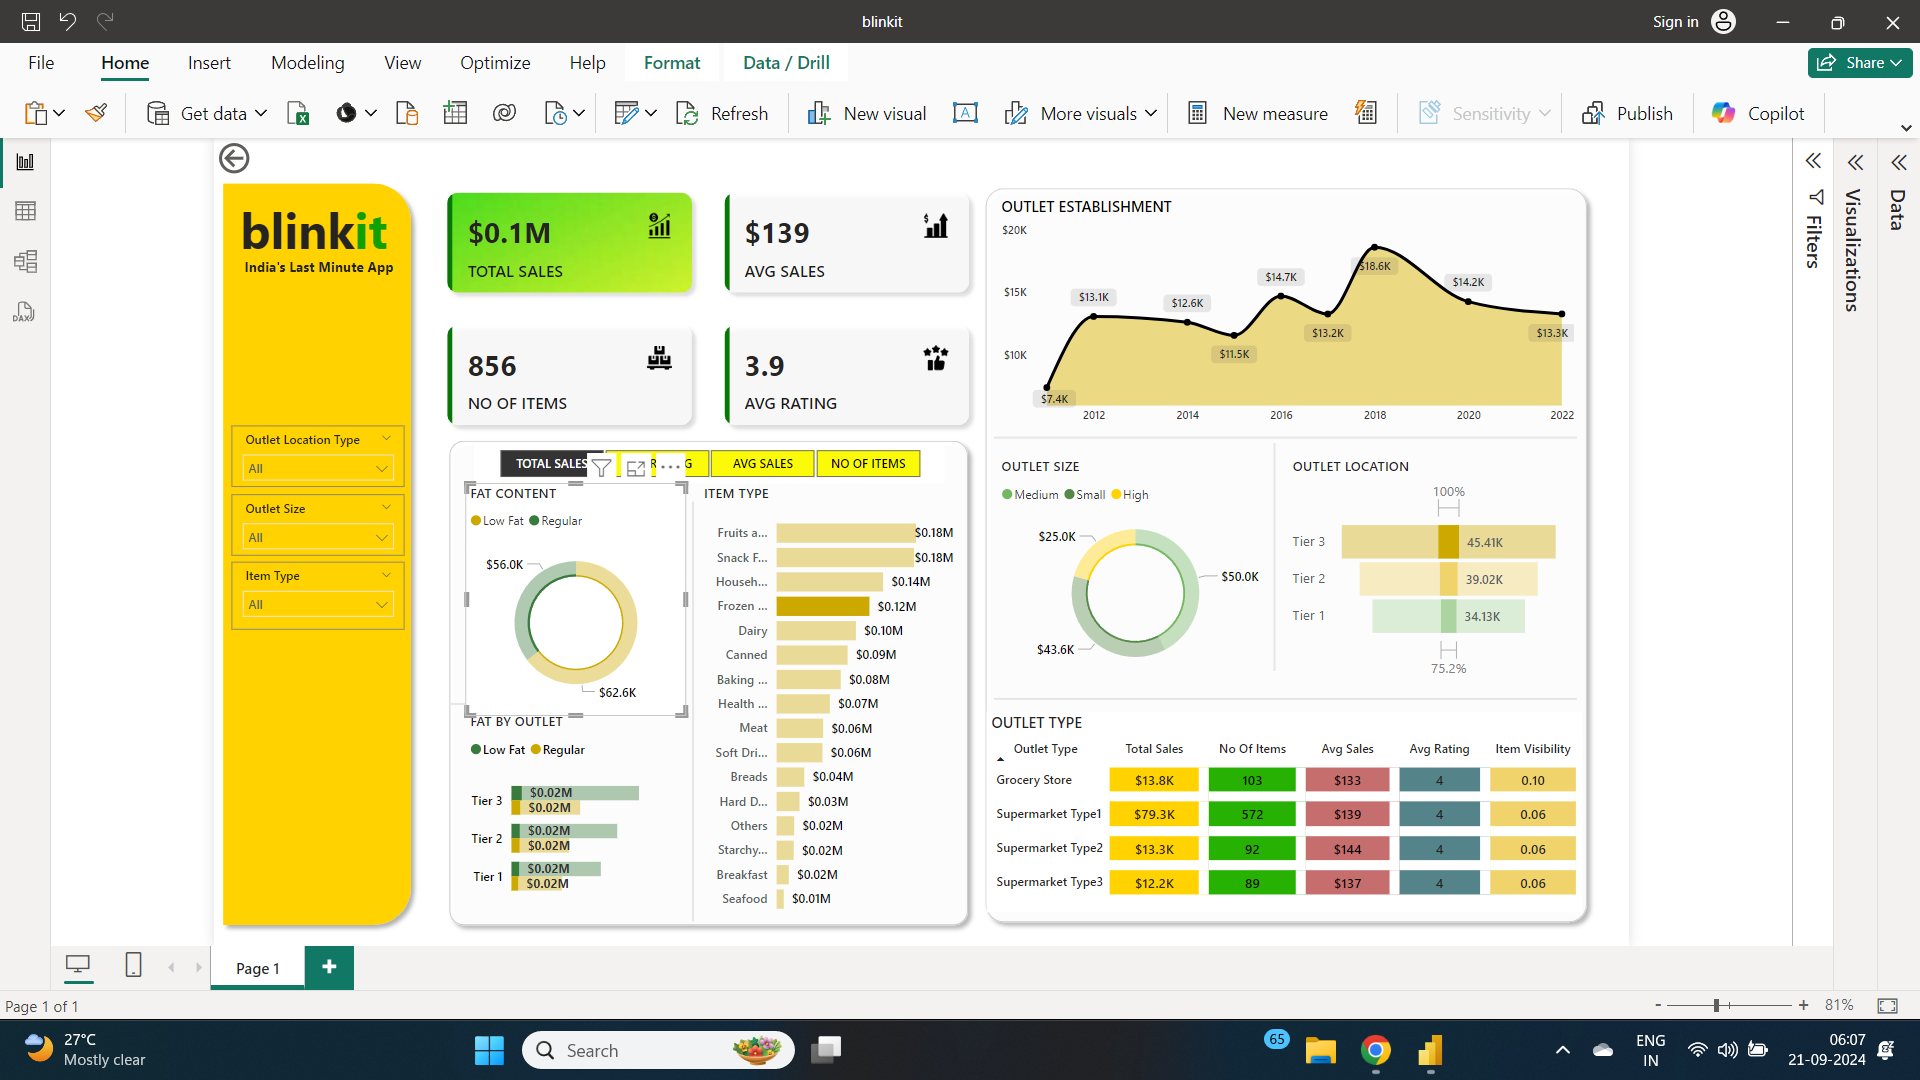 blinkit
Sign in
File Home Insert Modeling View Optimize Help Format Data / Drill
Share
Get data Refresh New visual More visuals New measure Sensitivity Publish Copilot
DAX
Filters
Visualizations
Data
blinkit
India's Last Minute App
Outlet Location Type
All
Outlet Size
All
Item Type
All
$0.1M
TOTAL SALES
$139
AVG SALES
856
NO OF ITEMS
3.9
AVG RATING
TOTAL SALES G AVG SALES NO OF ITEMS
FAT CONTENT
Low Fat Regular
$56.0K
$62.6K
FAT BY OUTLET
Low Fat Regular
Tier 3 $0.02M
$0.02M
Tier 2 $0.02M
$0.02M
Tier 1 $0.02M
$0.02M
ITEM TYPE
Fruits a... $0.18M
Snack F... $0.18M
Househ... $0.14M
Frozen ... $0.12M
Dairy $0.10M
Canned $0.09M
Baking ... $0.08M
Health ... $0.07M
Meat $0.06M
Soft Dri... $0.06M
Breads $0.04M
Hard D... $0.03M
Others $0.02M
Starchy... $0.02M
Breakfast $0.02M
Seafood $0.01M
OUTLET ESTABLISHMENT
$20K
$15K
$10K
$7.4K
$13.1K
$12.6K
$11.5K
$14.7K
$13.2K
$18.6K
$14.2K
$13.3K
2012 2014 2016 2018 2020 2022
OUTLET SIZE
Medium Small High
$25.0K
$50.0K
$43.6K
OUTLET LOCATION
100%
Tier 3 45.41K
Tier 2 39.02K
Tier 1 34.13K
75.2%
OUTLET TYPE
Outlet Type Total Sales No Of Items Avg Sales Avg Rating Item Visibility
Grocery Store $13.8K 103 $133 4 0.10
Supermarket Type1 $79.3K 572 $139 4 0.06
Supermarket Type2 $13.3K 92 $144 4 0.06
Supermarket Type3 $12.2K 89 $137 4 0.06
Page 1
Page 1 of 1
- + 81%
27°C
Mostly clear
Search
65
ENG
IN
06:07
21-09-2024